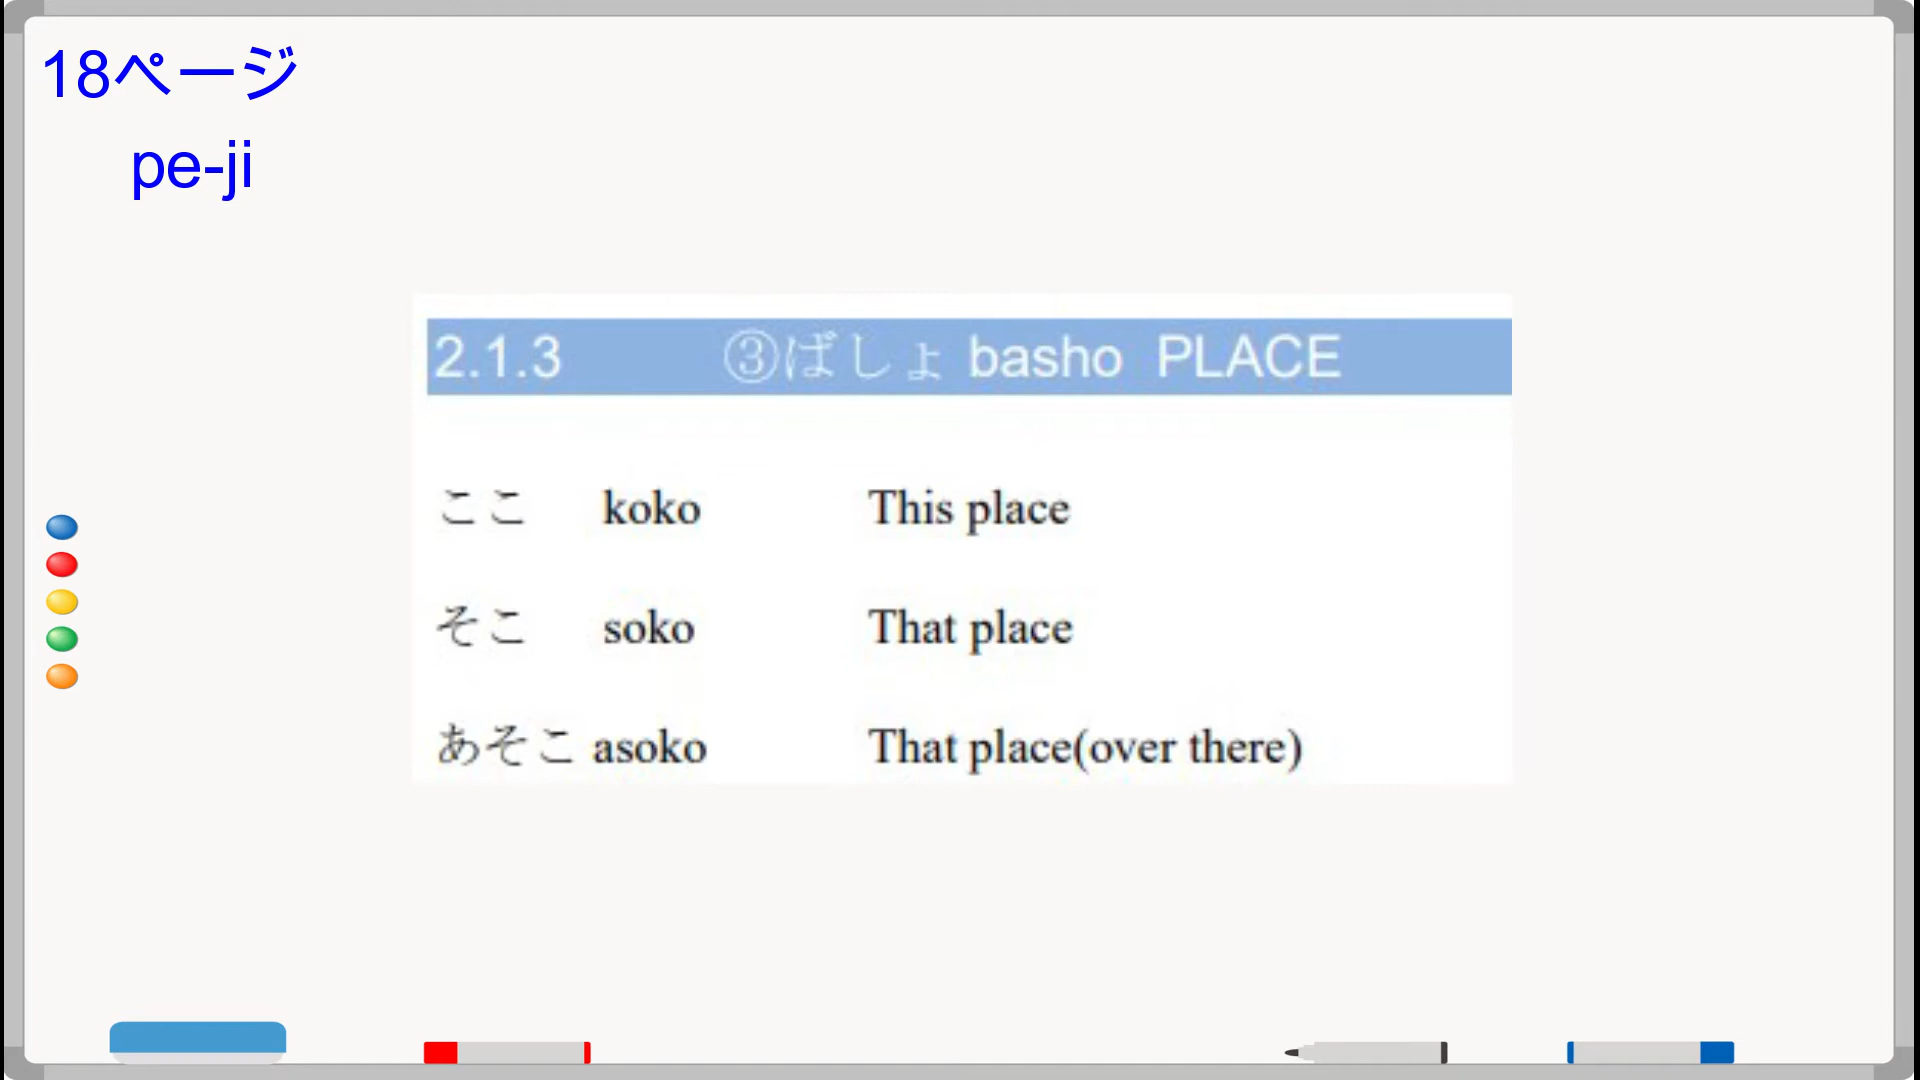 18ページ
pe-ji
2.1.3 ③ばしょ basho PLACE
ここ koko This place
そこ soko That place
あそこ asoko That place(over there)